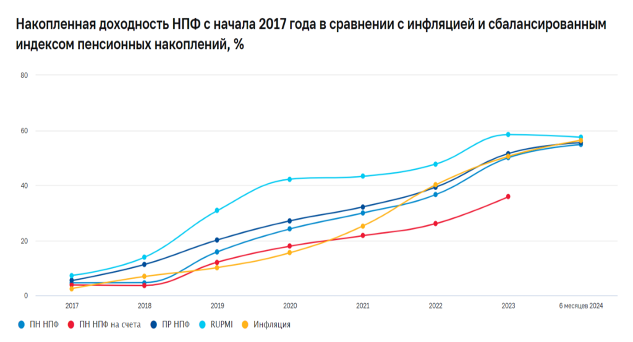 Накопленная доходность НПФ с начала 2017 года в сравнении с инфляцией и сбалансированным
индексом пенсионных накоплений, %
80
60
40
20
0
2017 2018 2019 2020 2021 2022 2023 6 месяцев 2024
ПН НПФ ПН НПФ на счета ПР НПФ RUPMI Инфляция